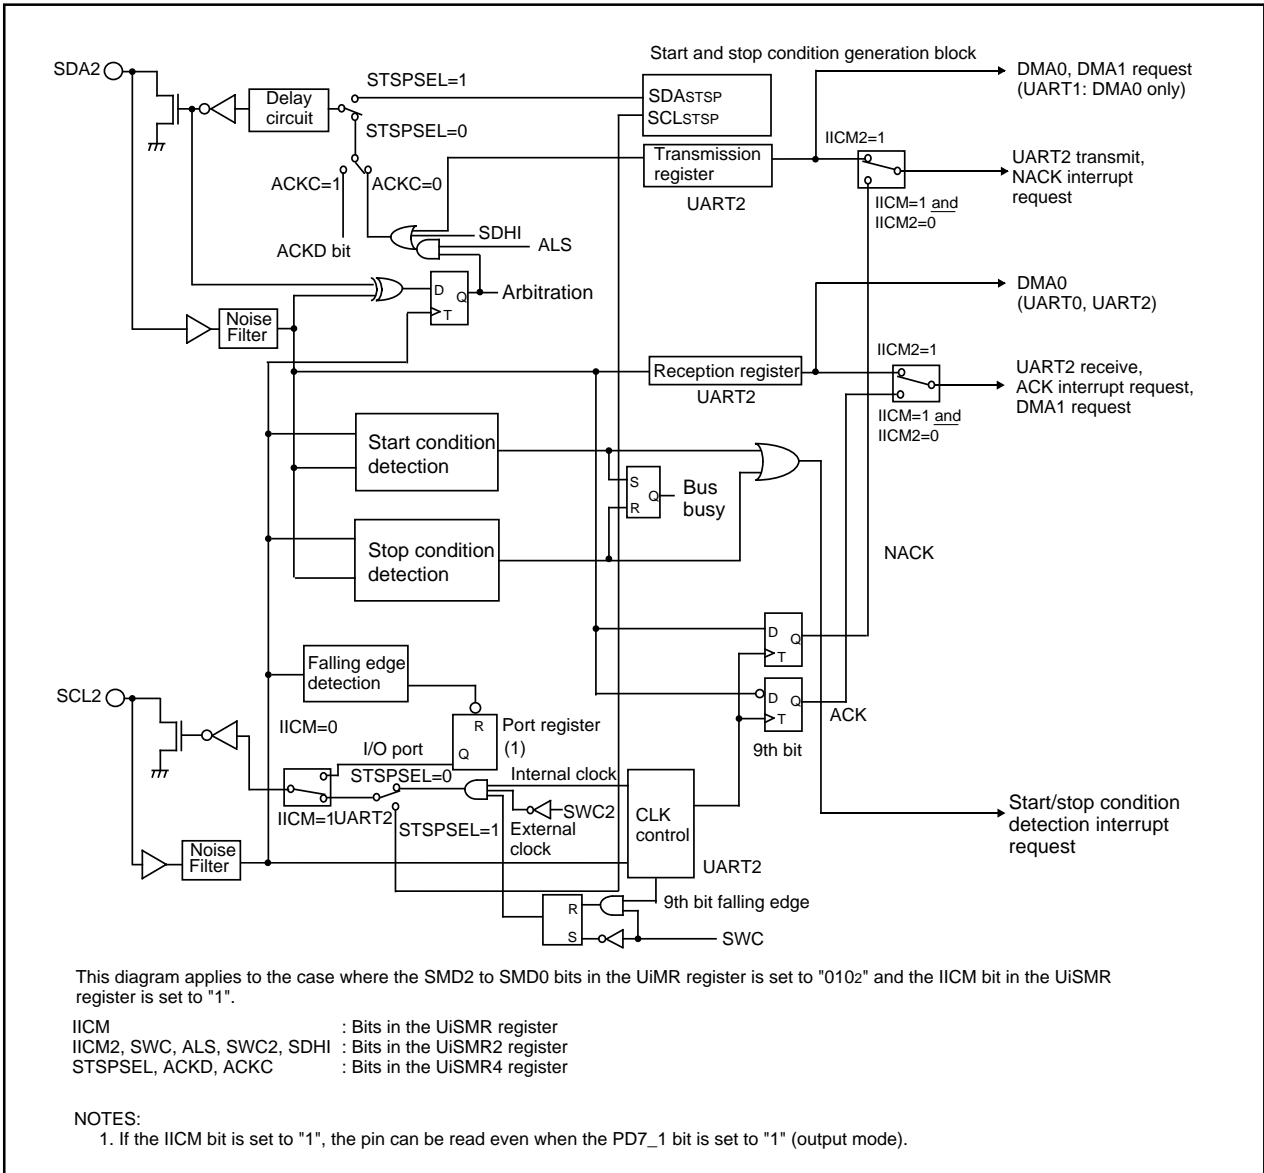 Start and stop condition generation block
SDA2
STSPSEL=1
DMA0, DMA1 request
(UART1: DMA0 only)
Delay
circuit
SDASTSP
SCLSTSP
STSPSEL=0
IICM2=1
Transmission
register
UART2
UART2 transmit,
NACK interrupt
request
ACKC=1
ACKC=0
IICM=1 and
IICM2=0
SDHI
ALS
ACKD bit
D
Q
T
Arbitration
DMA0
(UART0, UART2)
Noise
Filter
IICM2=1
Reception register
UART2
UART2 receive,
ACK interrupt request,
DMA1 request
IICM=1 and
IICM2=0
Start condition
detection
S
Q
R
Bus
busy
Stop condition
detection
NACK
D
Q
T
Falling edge
detection
SCL2
D
Q
T
ACK
9th bit
IICM=0
R
Q
Port register
(1)
I/O port
STSPSEL=0
Internal clock
SWC2
External
clock
IICM=1
UART2
STSPSEL=1
CLK
control
UART2
Start/stop condition
detection interrupt
request
Noise
Filter
9th bit falling edge
R
S
SWC
This diagram applies to the case where the SMD2 to SMD0 bits in the UiMR register is set to "0102" and the IICM bit in the UiSMR
register is set to "1".
IICM : Bits in the UiSMR register
IICM2, SWC, ALS, SWC2, SDHI : Bits in the UiSMR2 register
STSPSEL, ACKD, ACKC : Bits in the UiSMR4 register
NOTES:
1. If the IICM bit is set to "1", the pin can be read even when the PD7_1 bit is set to "1" (output mode).